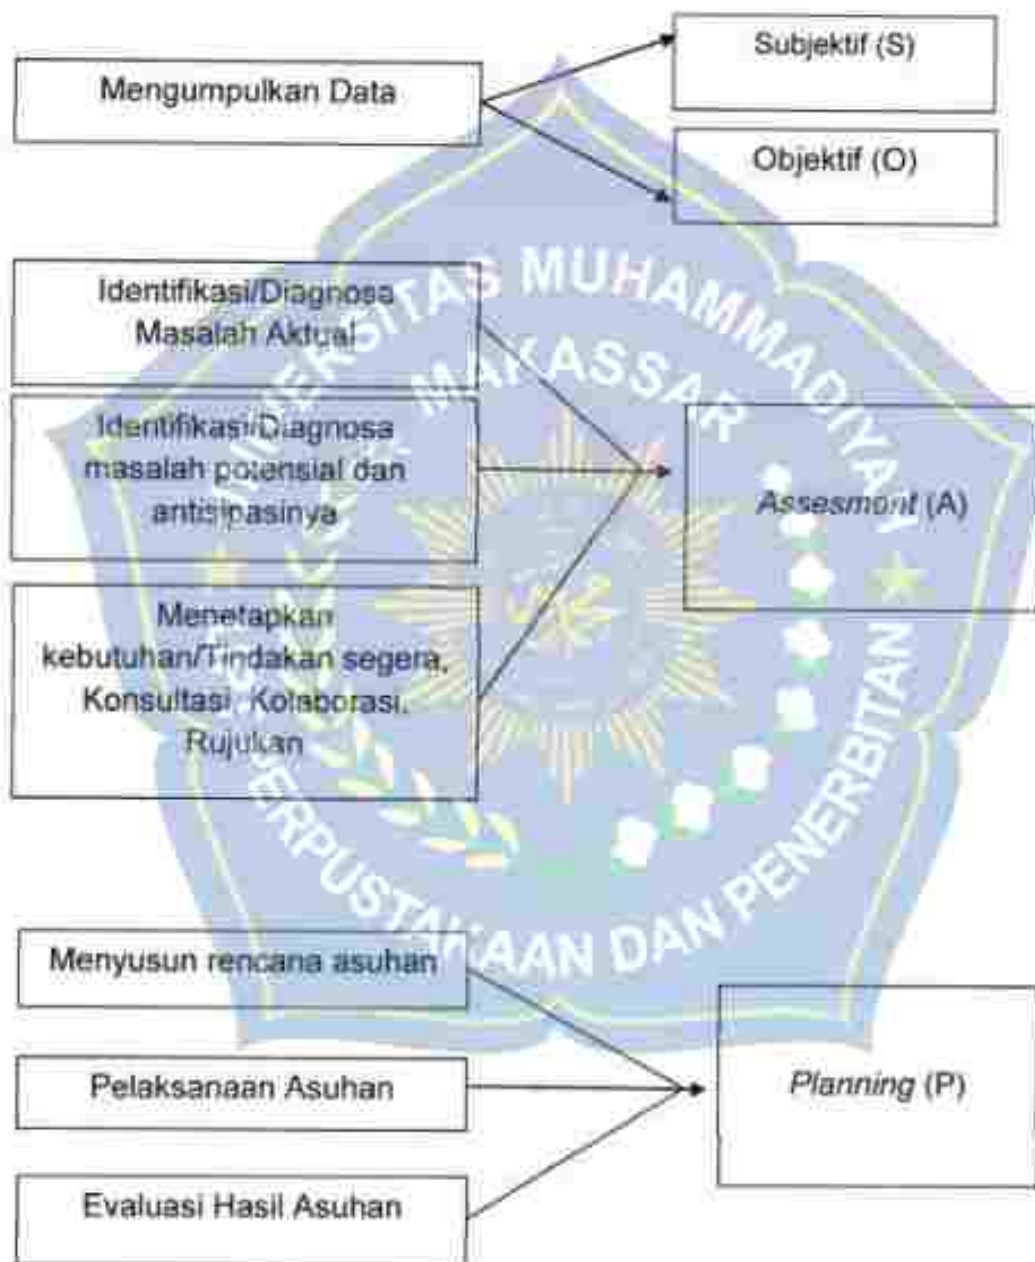 Mengumpulkan Data
Subjektif (S)
Objektif (O)
Identifikasi/Diagnosa
Masalah Aktual
Identifikasi/Diagnosa
masalah potensial dan
antisipasinya
Menetapkan
kebutuhan/Tindakan segera,
Konsultasi, Kolaborasi,
Rujukan
Assesment (A)
Menyusun rencana asuhan
Pelaksanaan Asuhan
Evaluasi Hasil Asuhan
Planning (P)
UNIVERSITAS MUHAMMADIYAH
MAKASSAR
PERPUSTAKAAN DAN PENERBITAN